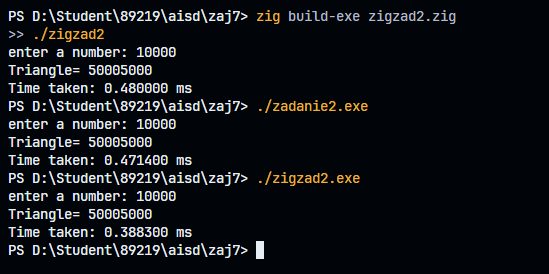 PS D:\Student\89219\aisd\zaj7> zig build-exe zigzad2.zig
>> ./zigzad2
enter a number: 10000
Triangle= 50005000
Time taken: 0.480000 ms
PS D:\Student\89219\aisd\zaj7> ./zadanie2.exe
enter a number: 10000
Triangle= 50005000
Time taken: 0.471400 ms
PS D:\Student\89219\aisd\zaj7> ./zigzad2.exe
enter a number: 10000
Triangle= 50005000
Time taken: 0.388300 ms
PS D:\Student\89219\aisd\zaj7>